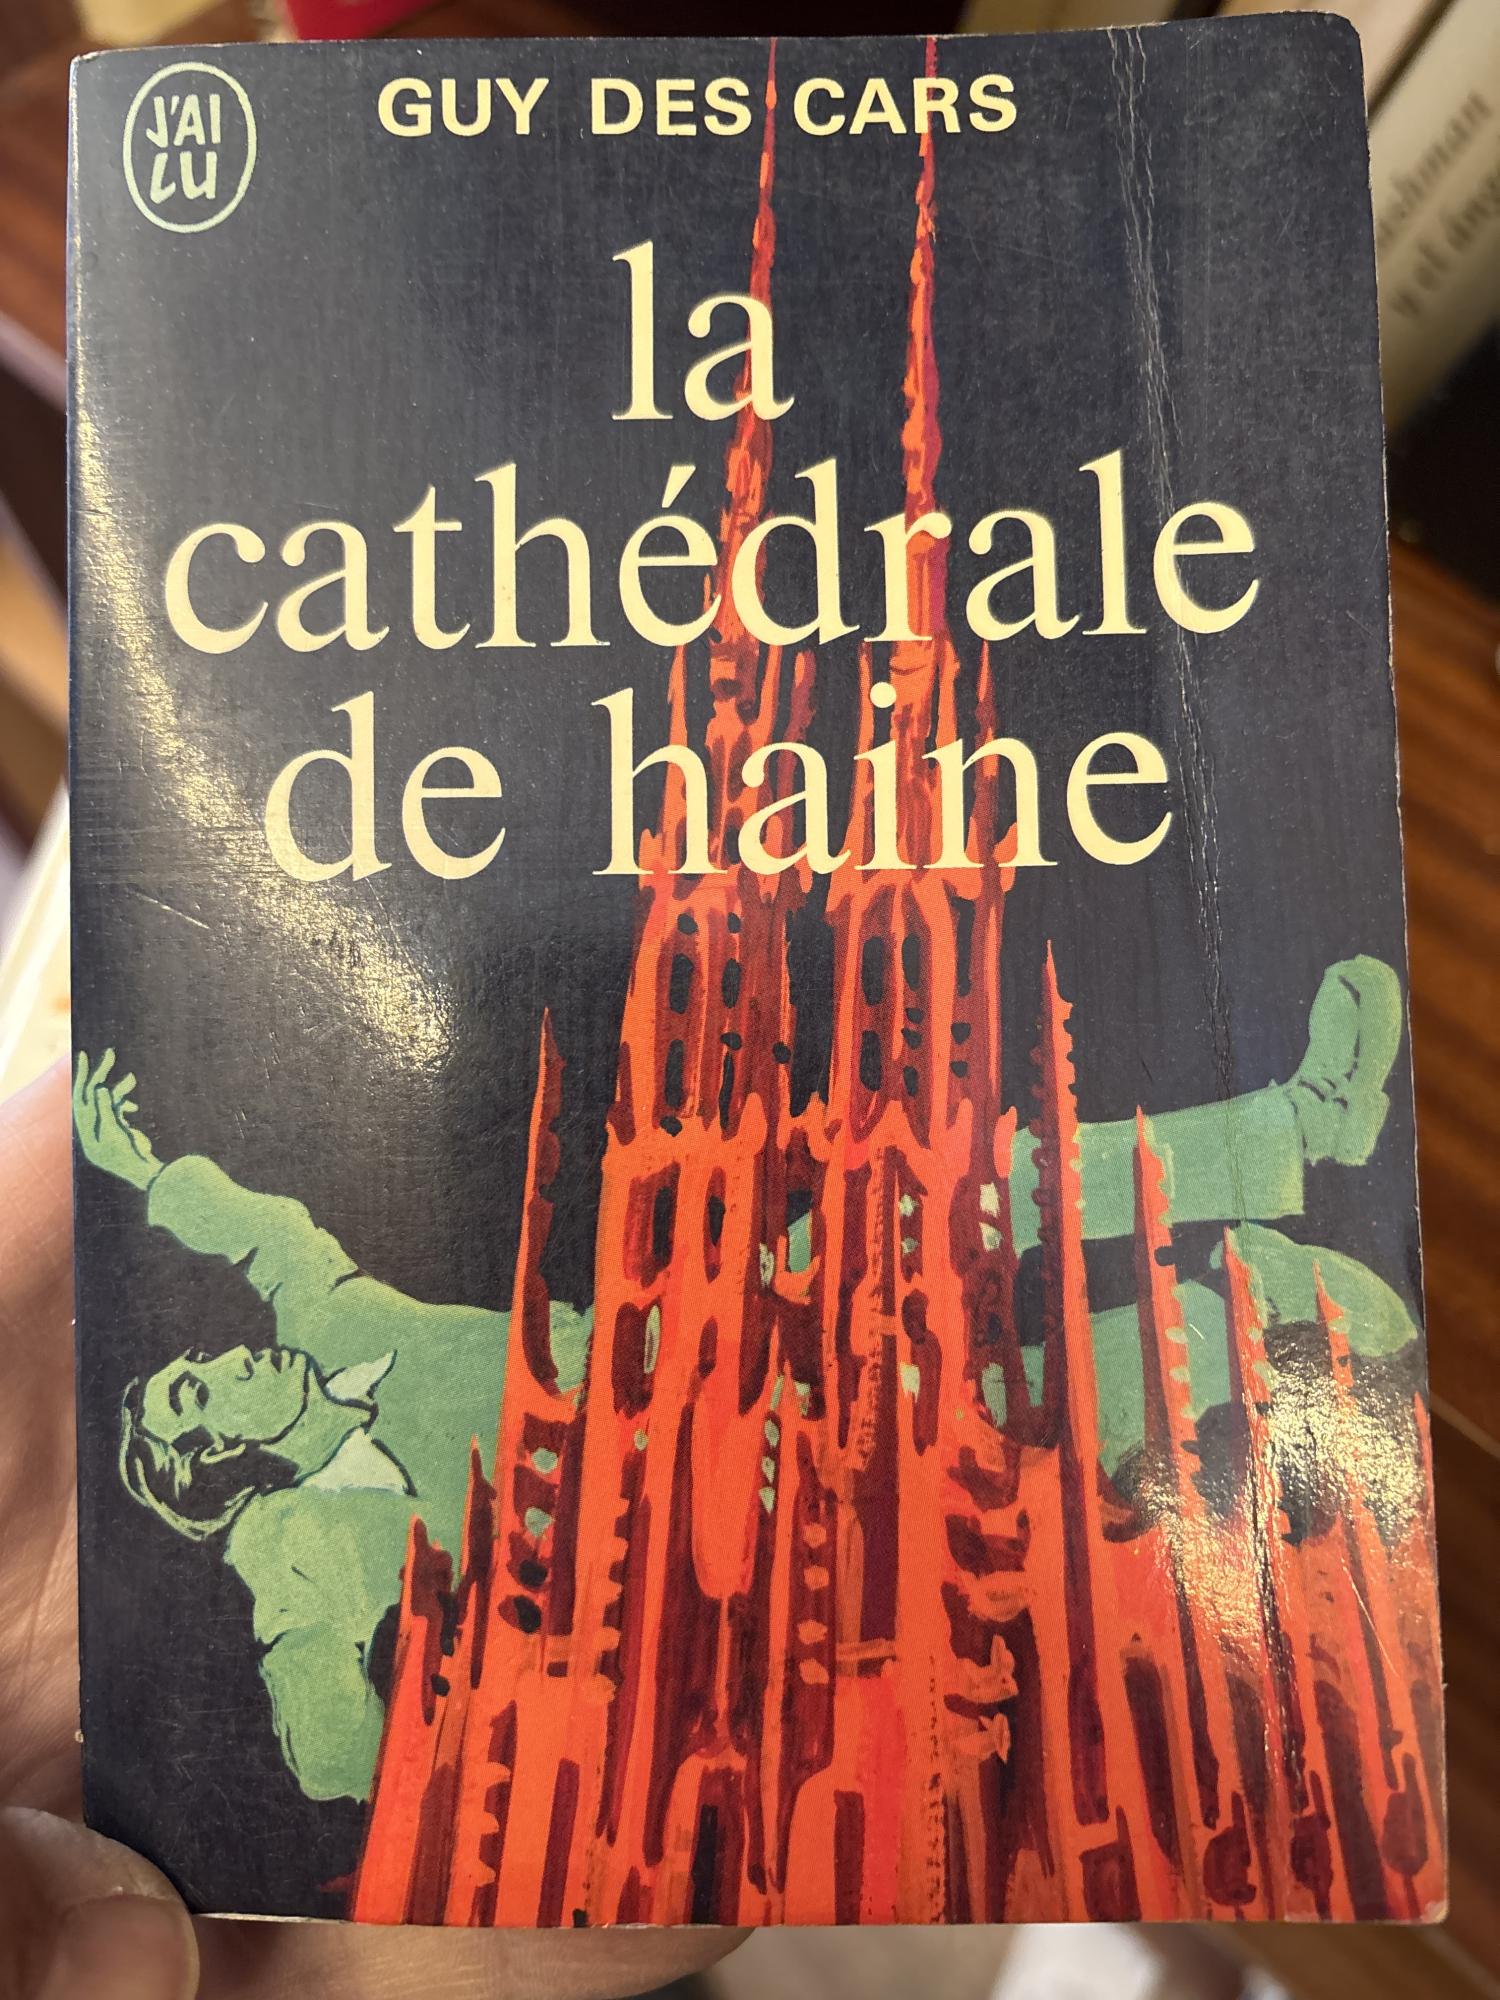 J'AI
LU
GUY DES CARS
la
cathédrale
de haine